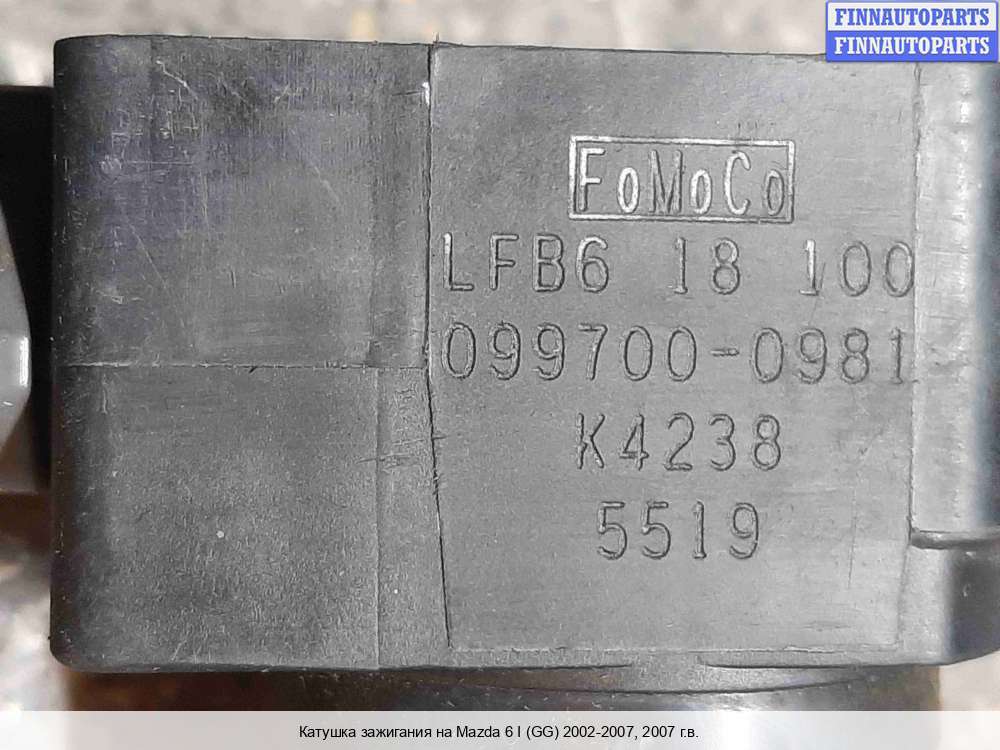 FINNAUTOPARTS
FINNAUTOPARTS
FoMoCo
LFB6 18 100
099700-0981
K4238
5519
Катушка зажигания на Mazda 6 I (GG) 2002-2007, 2007 г.в.